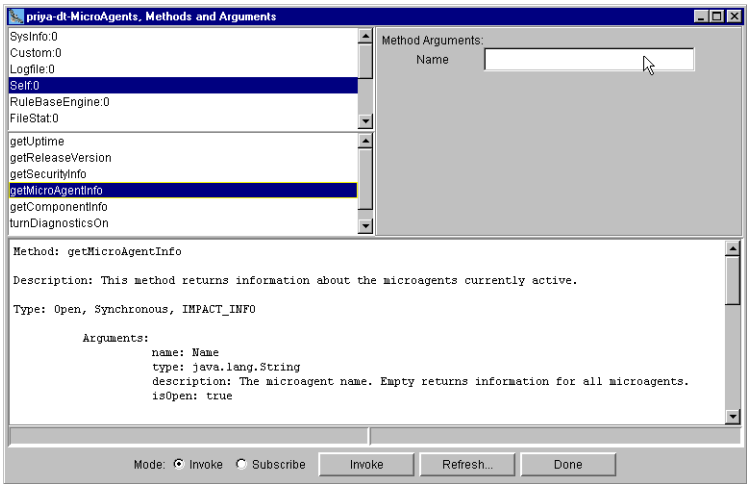 priya-dt-MicroAgents, Methods and Arguments
SysInfo:0
Custom:0
Logfile:0
Self:0
RuleBaseEngine:0
FileStat:0
Method Arguments:
Name
getUptime
getReleaseVersion
getSecurityInfo
getMicroAgentInfo
getComponentInfo
turnDiagnosticsOn
Method: getMicroAgentInfo
Description: This method returns information about the microagents currently active.
Type: Open, Synchronous, IMPACT_INFO
Arguments:
name: Name
type: java.lang.String
description: The microagent name. Empty returns information for all microagents.
isOpen: true
Mode: Invoke Subscribe Invoke Refresh... Done